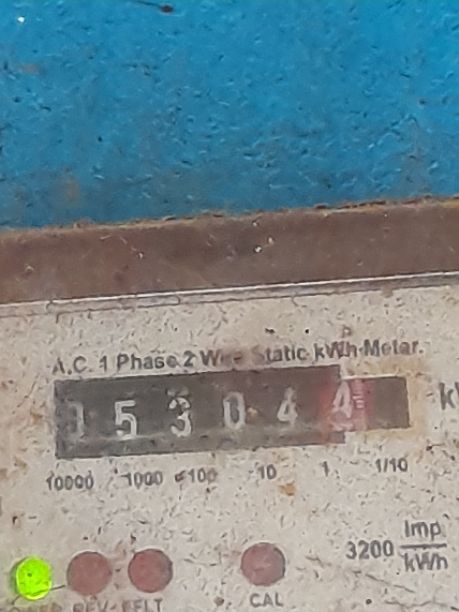 A.C. 1 Phase 2 Wire Static kWh Meter.
1 5 3 0 4 4
10000 1000 100 10 1 1/10
3200 Imp/kWh
CAL